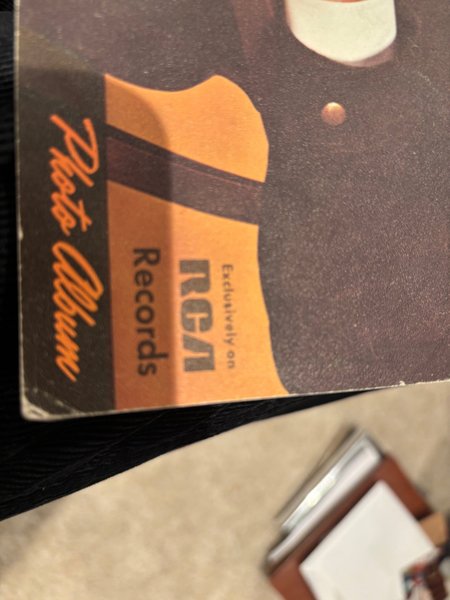 Exclusively on
RCA
Records
Photo Album